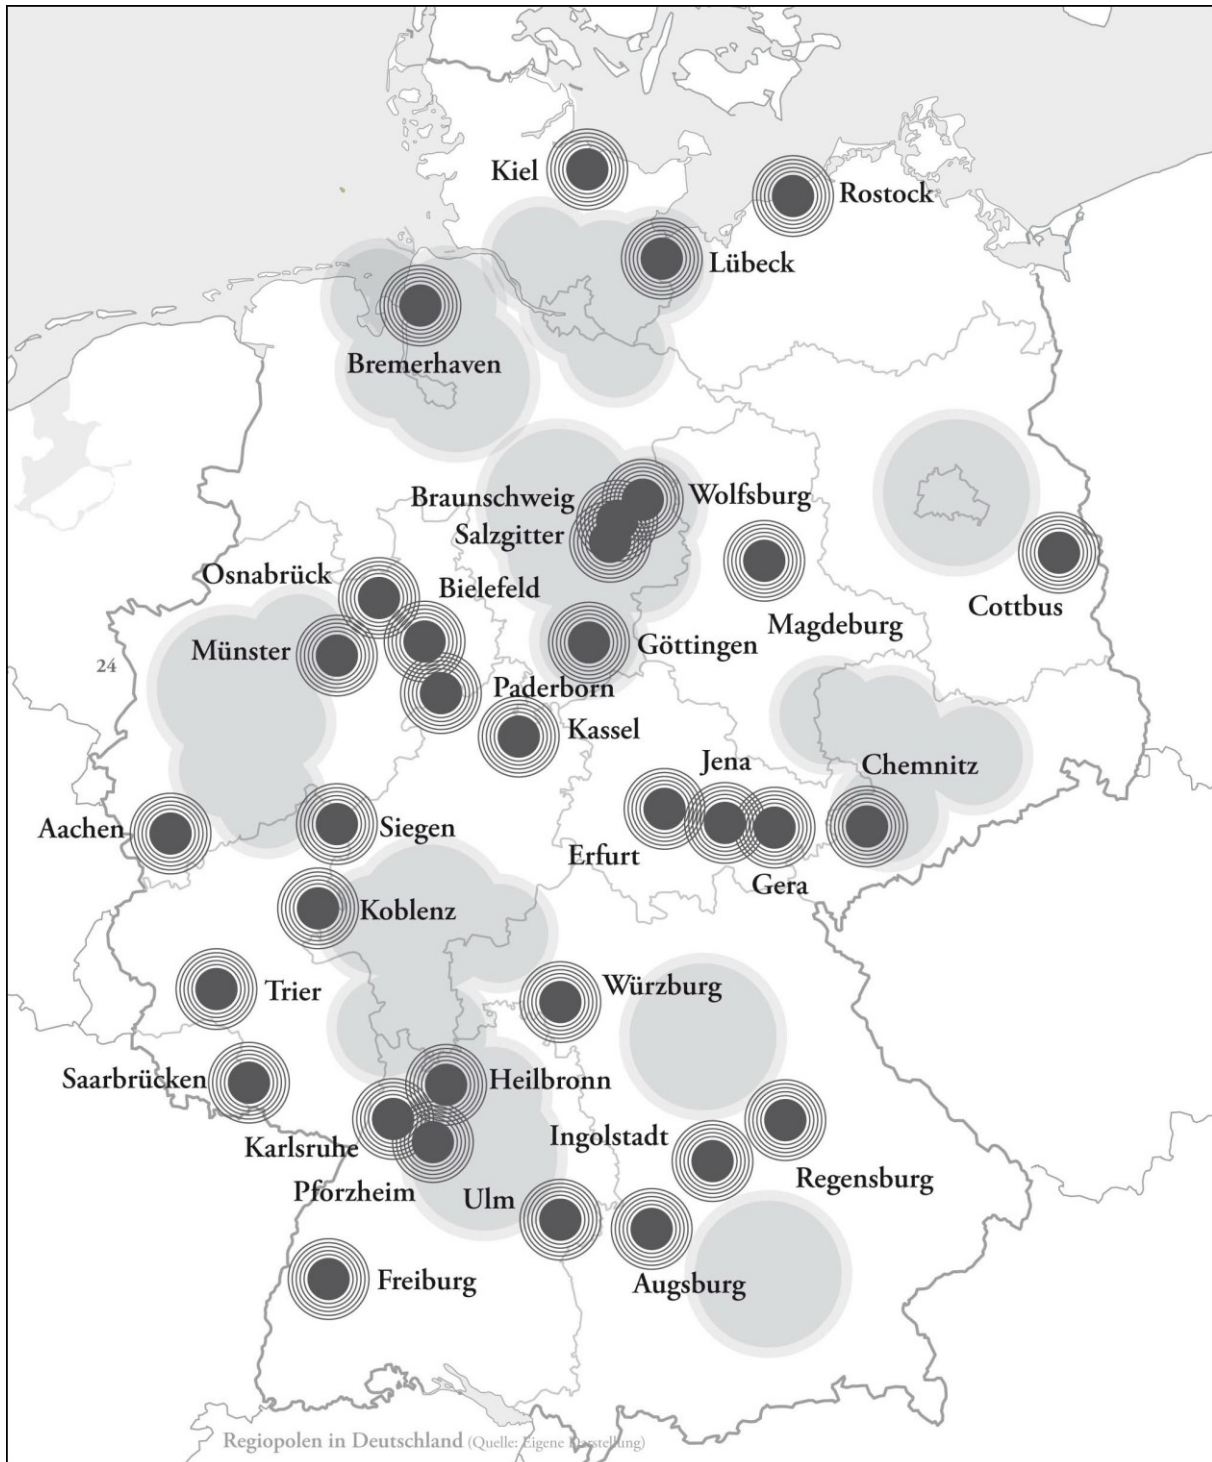 Kiel
Rostock
Lübeck
Bremerhaven
Braunschweig
Wolfsburg
Salzgitter
Osnabrück
Bielefeld
Cottbus
Magdeburg
Münster
Göttingen
24
Paderborn
Kassel
Jena
Chemnitz
Aachen
Siegen
Erfurt
Gera
Koblenz
Trier
Würzburg
Saarbrücken
Heilbronn
Karlsruhe
Ingolstadt
Pforzheim
Ulm
Regensburg
Freiburg
Augsburg
Regiopolen in Deutschland (Quelle: Eigene Darstellung)